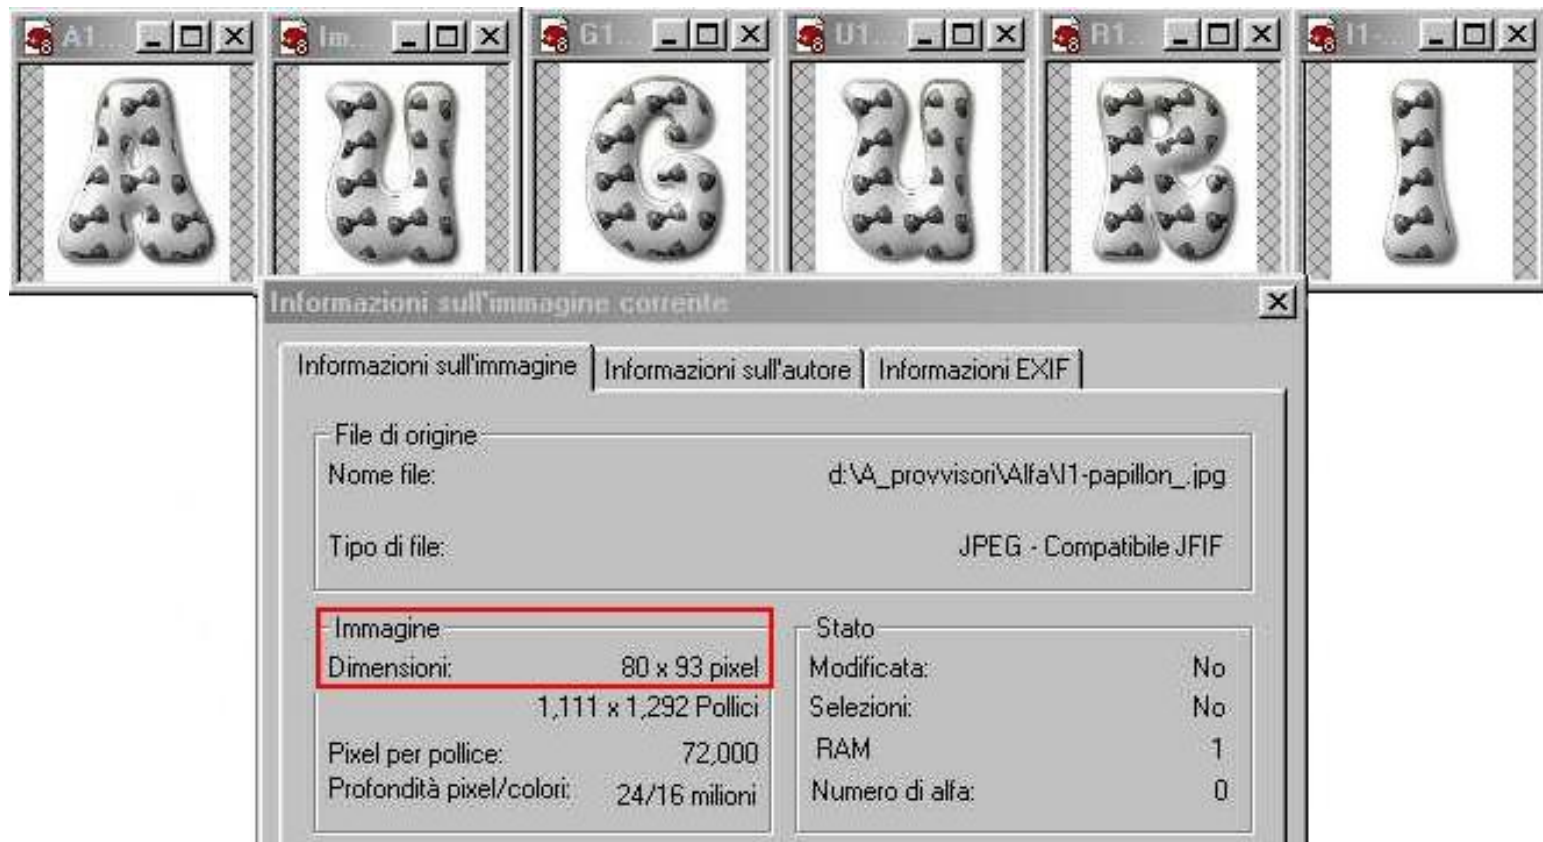 A1... Im... G1... U1... R1... I1-...
A U G U R I
Informazioni sull'immagine corrente
Informazioni sull'immagine Informazioni sull'autore Informazioni EXIF
File di origine
Nome file: d:\A_provvisori\Alfa\I1-papillon_.jpg
Tipo di file: JPEG - Compatibile JFIF
Immagine Stato
Dimensioni: 80 x 93 pixel Modificata: No
1,111 x 1,292 Pollici Selezioni: No
Pixel per pollice: 72,000 RAM 1
Profondità pixel/colori: 24/16 milioni Numero di alfa: 0